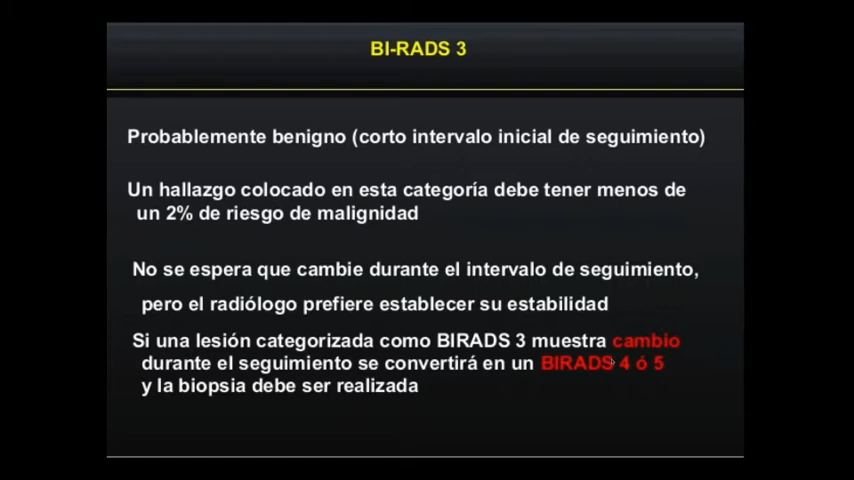 BI-RADS 3
Probablemente benigno (corto intervalo inicial de seguimiento)
Un hallazgo colocado en esta categoría debe tener menos de
un 2% de riesgo de malignidad
No se espera que cambie durante el intervalo de seguimiento,
pero el radiólogo prefiere establecer su estabilidad
Si una lesión categorizada como BIRADS 3 muestra cambio
durante el seguimiento se convertirá en un BIRADS 4 ó 5
y la biopsia debe ser realizada